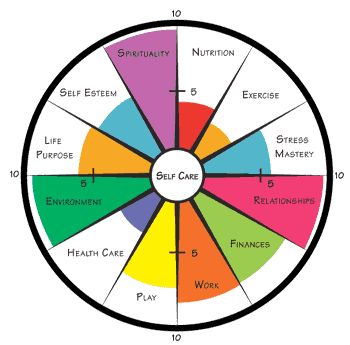 10
SPIRITUALITY
NUTRITION
SELF ESTEEM
5
EXERCISE
LIFE
PURPOSE
STRESS
MASTERY
10
5
SELF CARE
5
10
ENVIRONMENT
RELATIONSHIPS
HEALTH CARE
FINANCES
5
PLAY
WORK
10